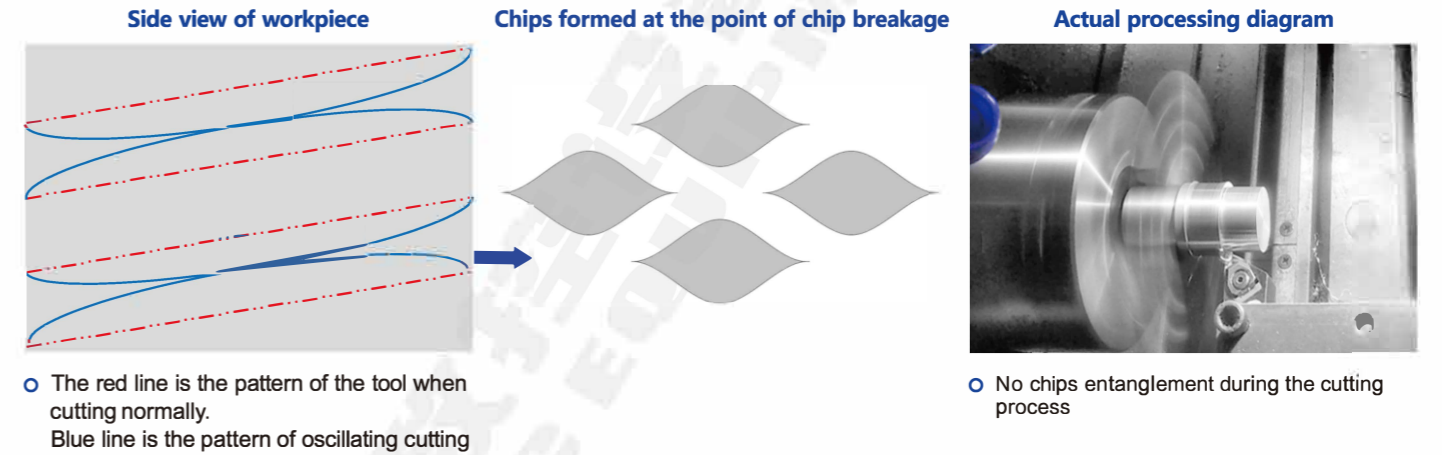 Side view of workpiece
Chips formed at the point of chip breakage
Actual processing diagram
The red line is the pattern of the tool when
cutting normally.
Blue line is the pattern of oscillating cutting
No chips entanglement during the cutting
process